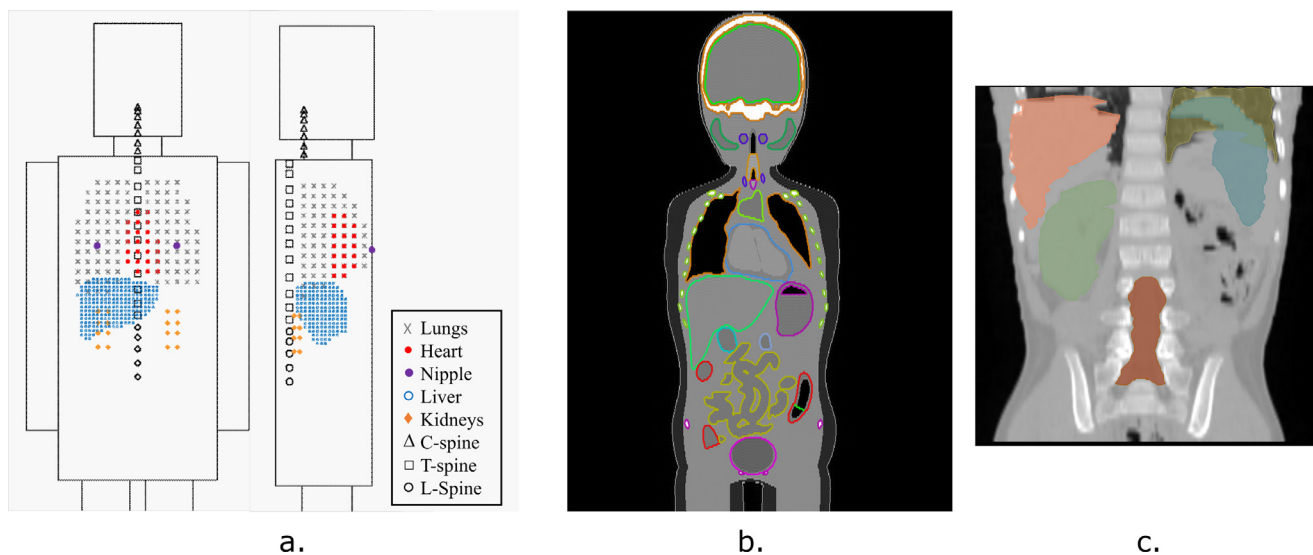 Lungs
Heart
Nipple
Liver
Kidneys
C-spine
T-spine
L-Spine
a.
b.
c.